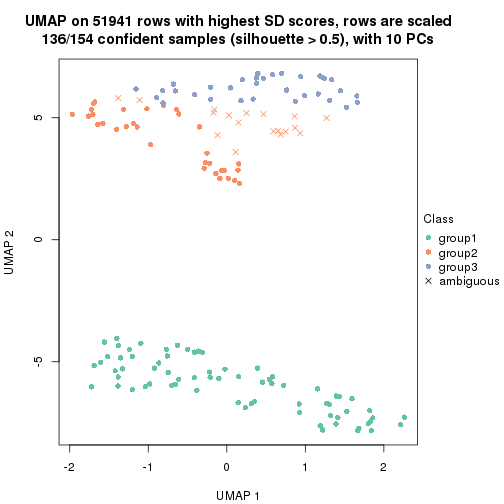 UMAP on 51941 rows with highest SD scores, rows are scaled
136/154 confident samples (silhouette > 0.5), with 10 PCs
5
0
-5
UMAP 2
-2
-1
0
1
2
UMAP 1
Class
group1
group2
group3
ambiguous